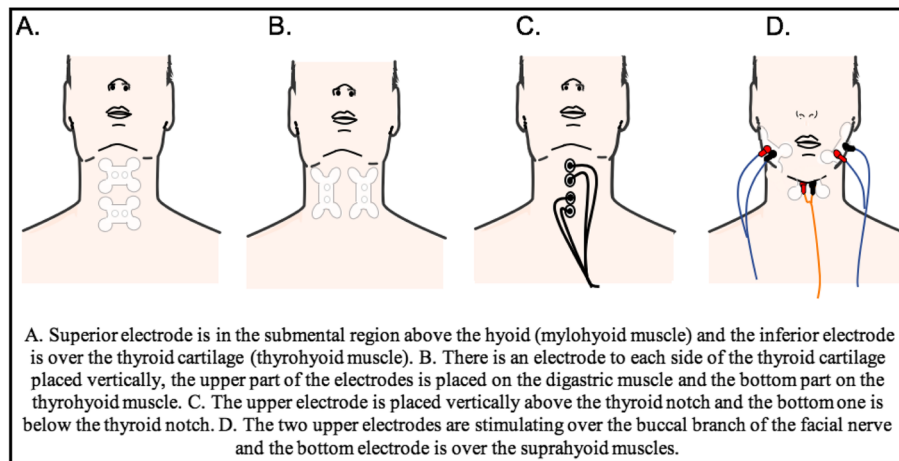 A.
B.
C.
D.
A. Superior electrode is in the submental region above the hyoid (mylohyoid muscle) and the inferior electrode
is over the thyroid cartilage (thyrohyoid muscle). B. There is an electrode to each side of the thyroid cartilage
placed vertically, the upper part of the electrodes is placed on the digastric muscle and the bottom part on the
thyrohyoid muscle. C. The upper electrode is placed vertically above the thyroid notch and the bottom one is
below the thyroid notch. D. The two upper electrodes are stimulating over the buccal branch of the facial nerve
and the bottom electrode is over the suprahyoid muscles.